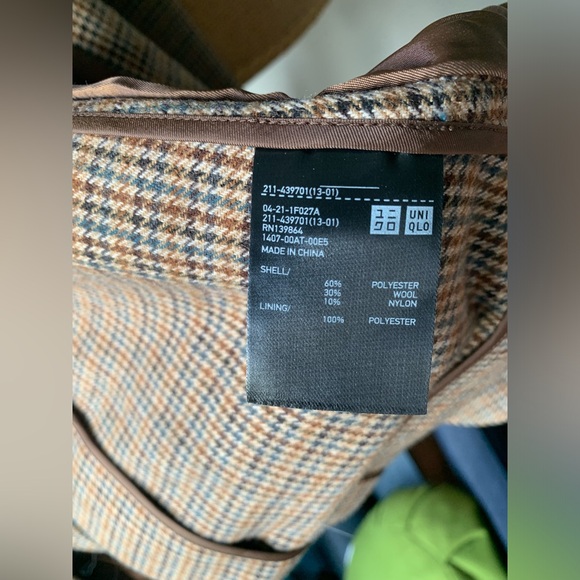 211-439701(13-01)
04-21-1F027A
211-439701(13-01)
RN139864
1407-00AT-00E5
MADE IN CHINA
ユニ
クロ
UNI
QLO
SHELL/
60% POLYESTER
30% WOOL
10% NYLON
LINING/
100% POLYESTER